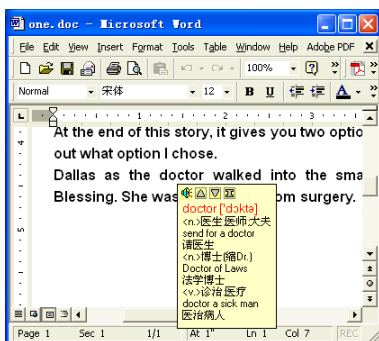 one.doc - Microsoft Word
File Edit View Insert Format Tools Table Window Help Adobe PDF
100%
Normal 宋体 12 B U A
1 2 3
At the end of this story, it gives you two optio
out what option I chose.
Dallas as the doctor walked into the sma
Blessing. She was om surgery.
doctor ['dɔktə]
<n.>医生 医师,大夫
send for a doctor
请医生
<n.>博士(缩Dr.)
Doctor of Laws
法学博士
<v.>诊治,医疗
doctor a sick man
医治病人
Page 1 Sec 1 1/1 At 1" Ln 1 Col 7 REC